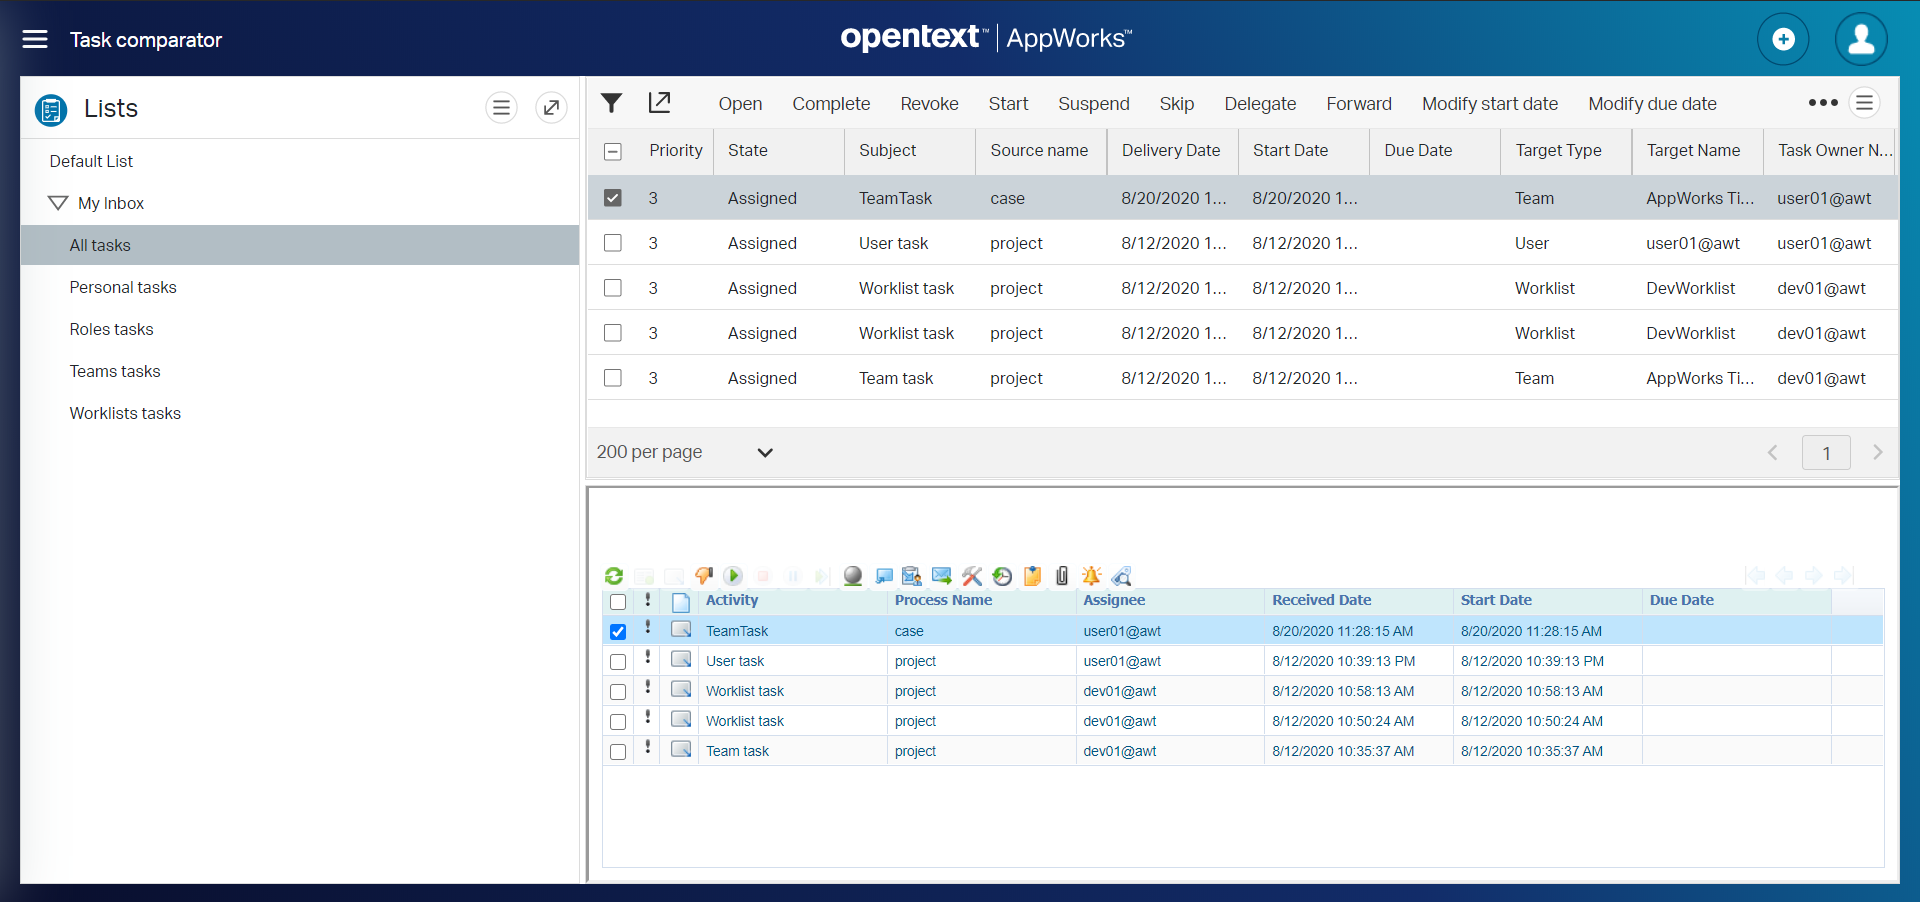 Task comparator
opentext™ | AppWorks™
Lists
Default List
My Inbox
All tasks
Personal tasks
Roles tasks
Teams tasks
Worklists tasks
Open Complete Revoke Start Suspend Skip Delegate Forward Modify start date Modify due date
Priority State Subject Source name Delivery Date Start Date Due Date Target Type Target Name Task Owner N...
3 Assigned TeamTask case 8/20/2020 1... 8/20/2020 1... Team AppWorks Ti... user01@awt
3 Assigned User task project 8/12/2020 1... 8/12/2020 1... User user01@awt user01@awt
3 Assigned Worklist task project 8/12/2020 1... 8/12/2020 1... Worklist DevWorklist dev01@awt
3 Assigned Worklist task project 8/12/2020 1... 8/12/2020 1... Worklist DevWorklist dev01@awt
3 Assigned Team task project 8/12/2020 1... 8/12/2020 1... Team AppWorks Ti... dev01@awt
200 per page 1
! Activity Process Name Assignee Received Date Start Date Due Date
! TeamTask case user01@awt 8/20/2020 11:28:15 AM 8/20/2020 11:28:15 AM
! User task project user01@awt 8/12/2020 10:39:13 PM 8/12/2020 10:39:13 PM
! Worklist task project dev01@awt 8/12/2020 10:58:13 AM 8/12/2020 10:58:13 AM
! Worklist task project dev01@awt 8/12/2020 10:50:24 AM 8/12/2020 10:50:24 AM
! Team task project dev01@awt 8/12/2020 10:35:37 AM 8/12/2020 10:35:37 AM